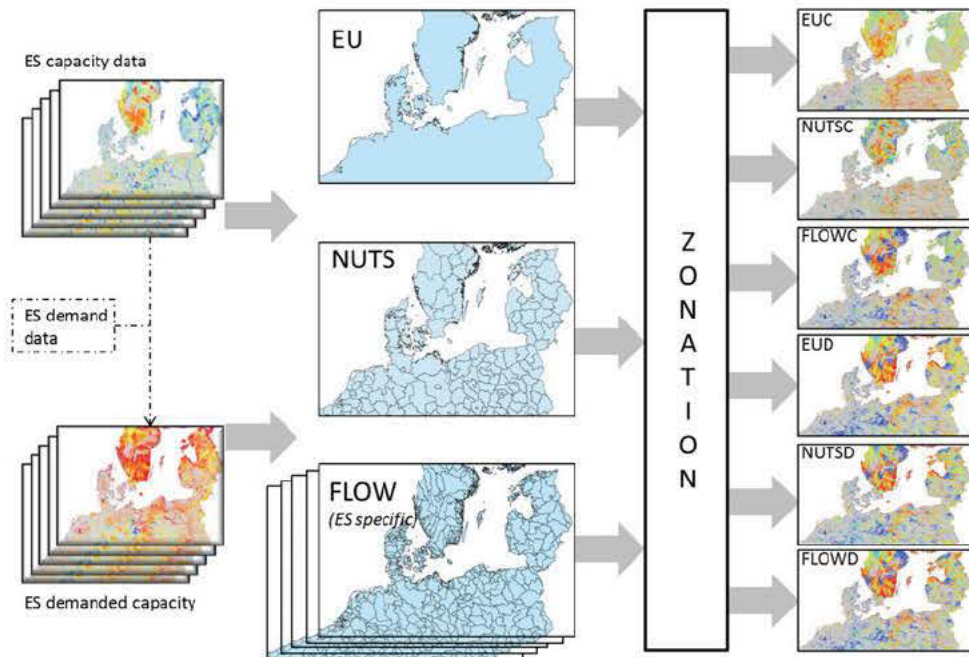 ES capacity data
ES demand
data
ES demanded capacity
EU
NUTS
FLOW
(ES specific)
Z
O
N
A
T
I
O
N
EUC
NUTSC
FLOWC
EUD
NUTSD
FLOWD